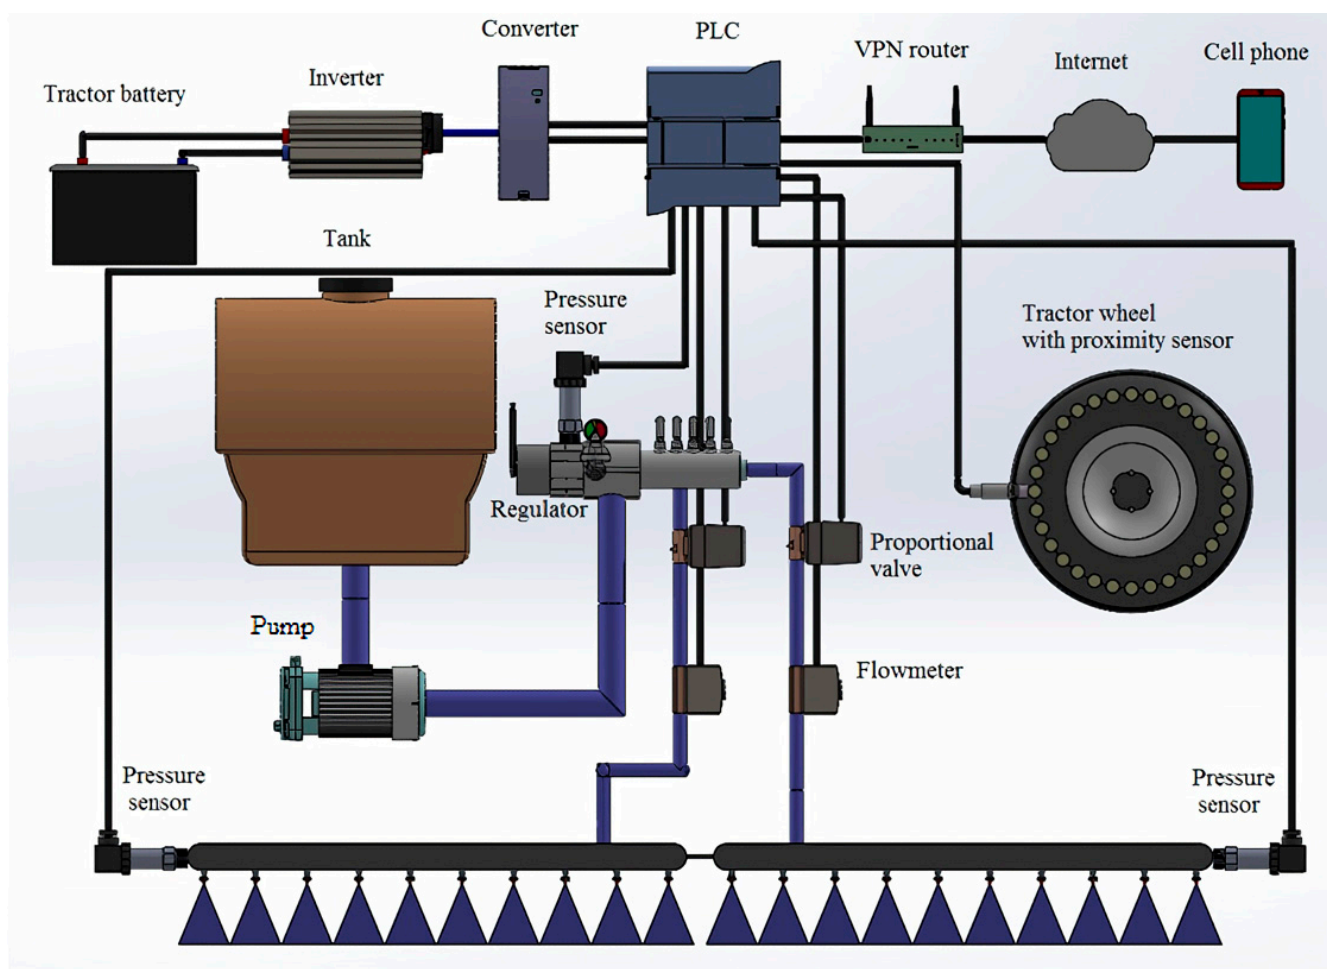 Converter
PLC
VPN router
Internet
Cell phone
Inverter
Tractor battery
Tank
Pressure
sensor
Tractor wheel
with proximity sensor
Regulator
Proportional
valve
Pump
Flowmeter
Pressure
sensor
Pressure
sensor